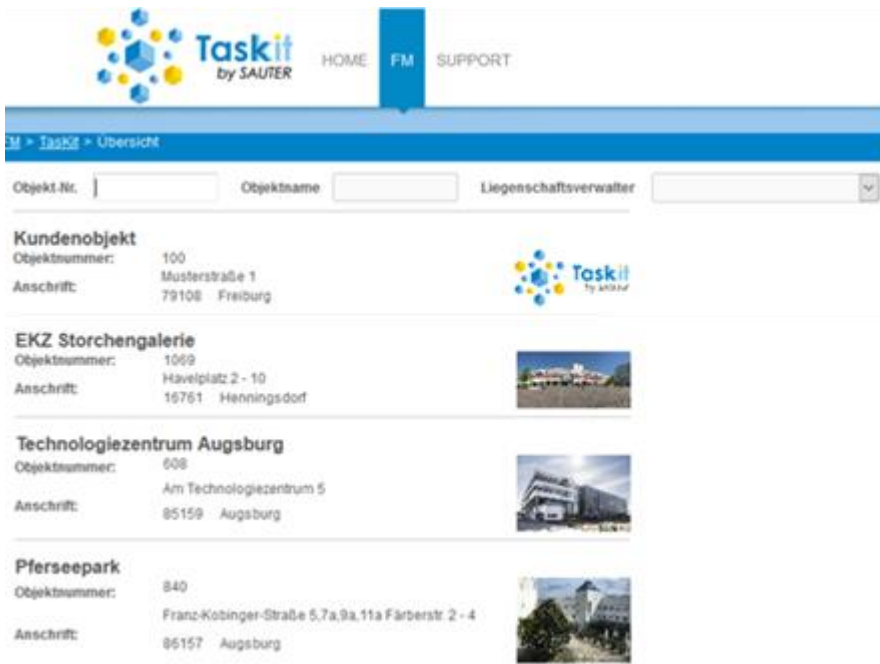 Taskit
by SAUTER
HOME FM SUPPORT
FM > TasKit > Übersicht
Objekt-Nr. Objektname Liegenschaftsverwalter
Kundenobjekt
Objektnummer: 100
Anschrift: Musterstraße 1
79108 Freiburg
Taskit
by SAUTER
EKZ Storchengalerie
Objektnummer: 1069
Anschrift: Havelplatz 2 - 10
16761 Henningsdorf
Technologiezentrum Augsburg
Objektnummer: 608
Anschrift: Am Technologiezentrum 5
85159 Augsburg
Pferseepark
Objektnummer: 840
Franz-Kobinger-Straße 5,7a,9a,11a Färberstr. 2 - 4
Anschrift: 86157 Augsburg